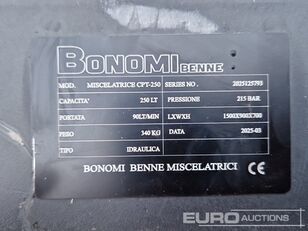 BONOMI BENNE
MOD. MISCELATRICE CPT-250 SERIES NO. 2025125793
CAPACITA' 250 LT PRESSIONE 215 BAR
PORTATA 90LT/MIN LXWXH 1500X900X700
PESO 340 KG DATA 2025-03
TIPO IDRAULICA
BONOMI BENNE MISCELATRICI CE
EURO AUCTIONS